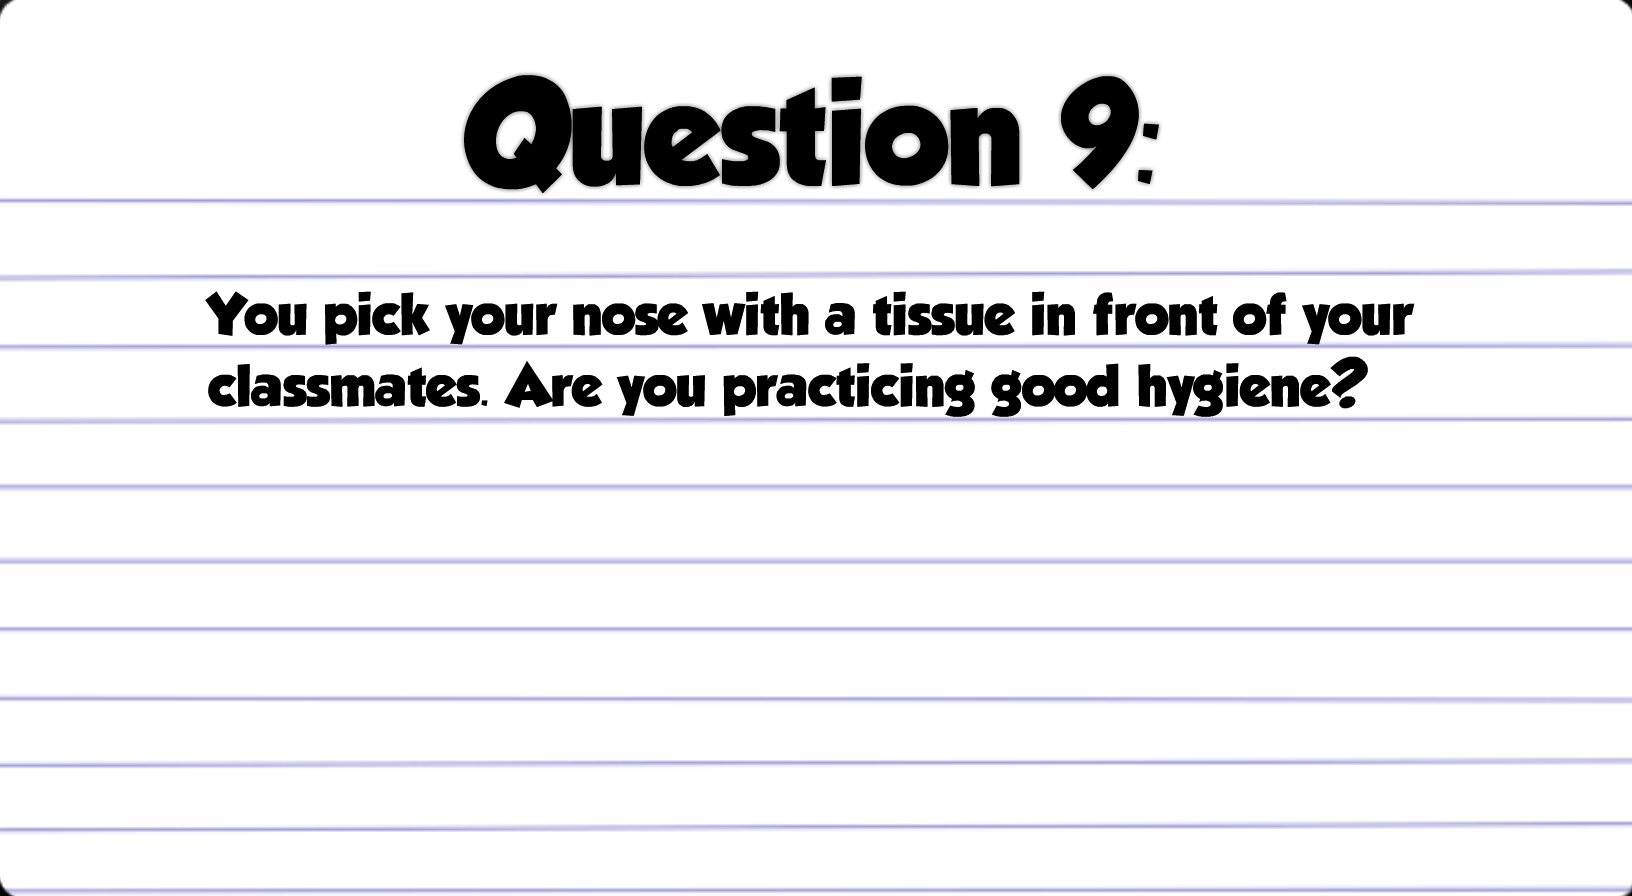 Question 9:
You pick your nose with a tissue in front of your
classmates. Are you practicing good hygiene?